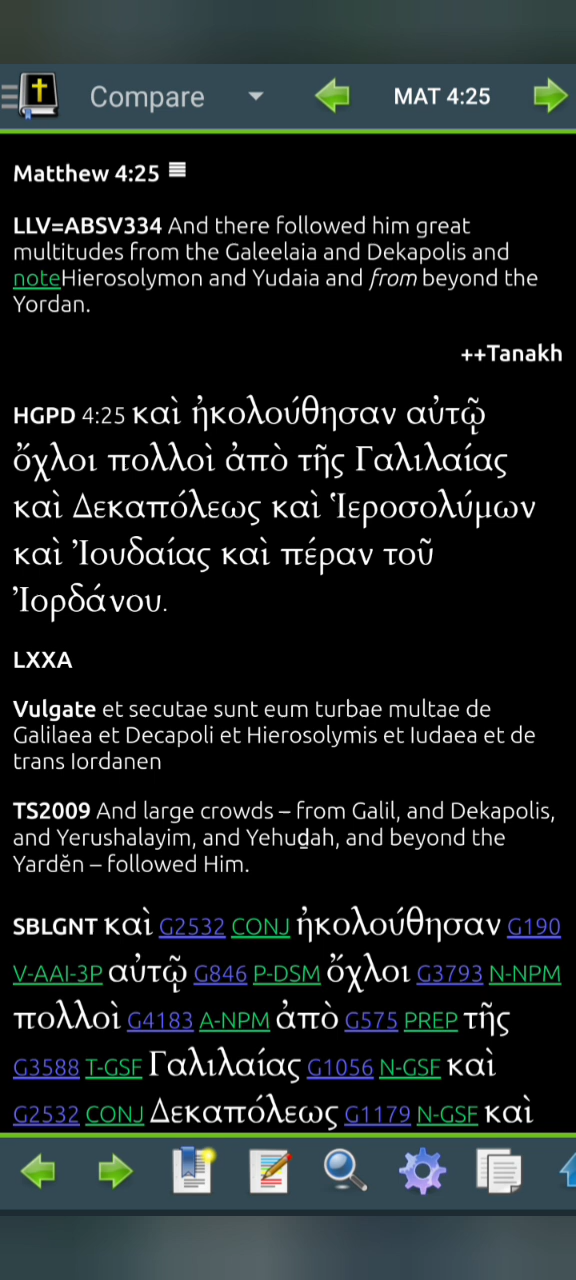 Compare
MAT 4:25
Matthew 4:25
LLV=ABSV334 And there followed him great
multitudes from the Galeelaia and Dekapolis and
noteHierosolymon and Yudaia and from beyond the
Yordan.
++Tanakh
HGPD 4:25 καὶ ἠκολούθησαν αὐτῷ
ὄχλοι πολλοὶ ἀπὸ τῆς Γαλιλαίας
καὶ Δεκαπόλεως καὶ Ἱεροσολύμων
καὶ Ἰουδαίας καὶ πέραν τοῦ
Ἰορδάνου.
LXXA
Vulgate et secutae sunt eum turbae multae de
Galilaea et Decapoli et Hierosolymis et Iudaea et de
trans Iordanen
TS2009 And large crowds – from Galil, and Dekapolis,
and Yerushalayim, and Yehuḏah, and beyond the
Yarděn – followed Him.
SBLGNT καὶ G2532 CONJ ἠκολούθησαν G190
V-AAI-3P αὐτῷ G846 P-DSM ὄχλοι G3793 N-NPM
πολλοὶ G4183 A-NPM ἀπὸ G575 PREP τῆς
G3588 T-GSF Γαλιλαίας G1056 N-GSF καὶ
G2532 CONJ Δεκαπόλεως G1179 N-GSF καὶ